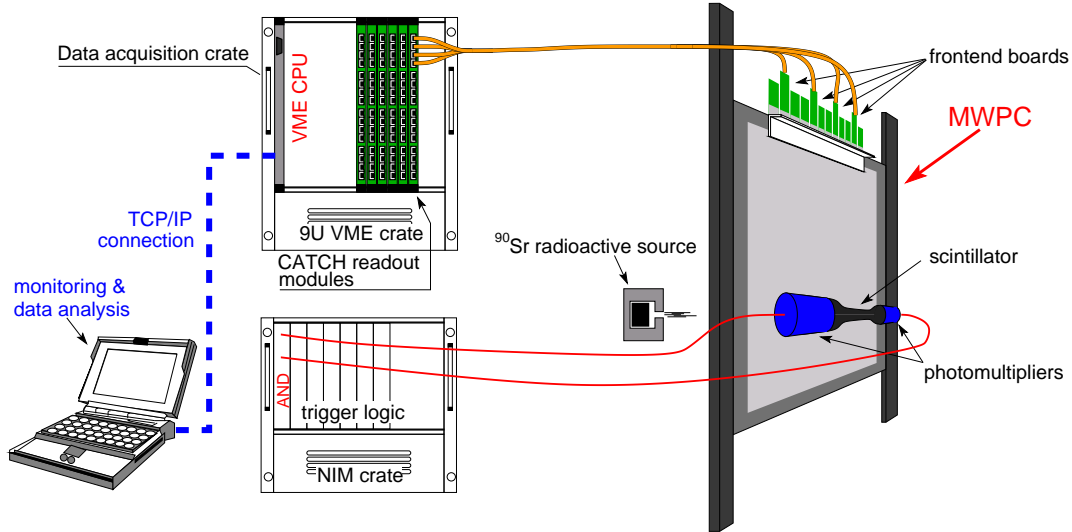 Data acquisition crate
VME CPU
frontend boards
MWPC
TCP/IP
connection
9U VME crate
CATCH readout
modules
90Sr radioactive source
scintillator
monitoring &
data analysis
AND
trigger logic
photomultipliers
NIM crate